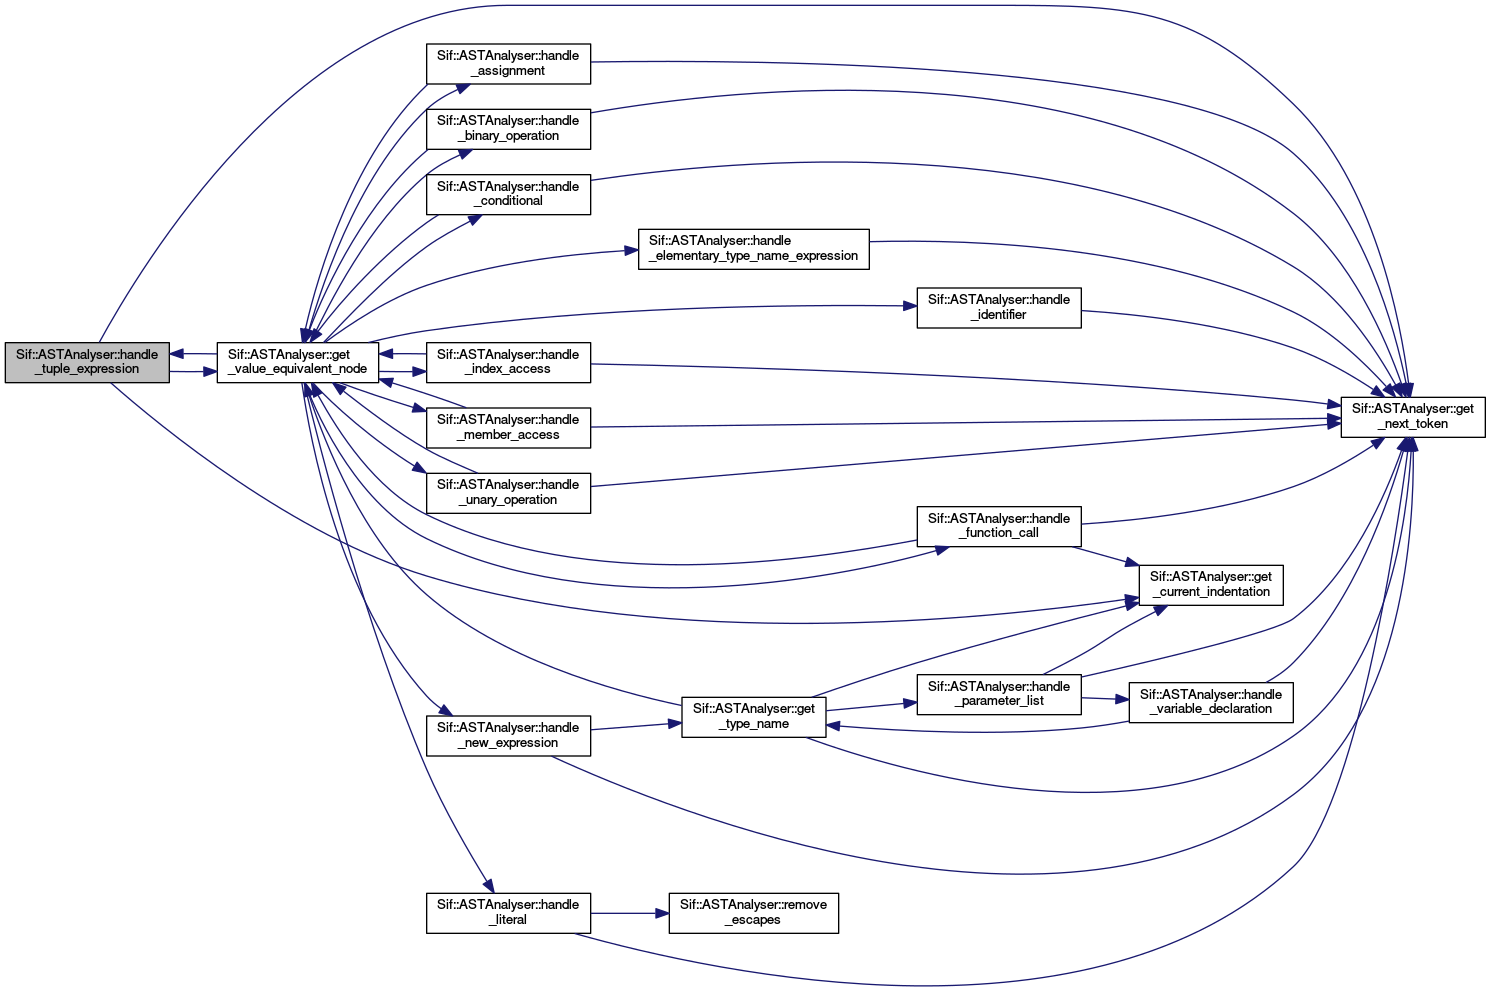 Sif::ASTAnalyser::handle
_assignment
Sif::ASTAnalyser::handle
_binary_operation
Sif::ASTAnalyser::handle
_conditional
Sif::ASTAnalyser::handle
_elementary_type_name_expression
Sif::ASTAnalyser::handle
_identifier
Sif::ASTAnalyser::handle
_tuple_expression
Sif::ASTAnalyser::get
_value_equivalent_node
Sif::ASTAnalyser::handle
_index_access
Sif::ASTAnalyser::get
_next_token
Sif::ASTAnalyser::handle
_member_access
Sif::ASTAnalyser::handle
_unary_operation
Sif::ASTAnalyser::handle
_function_call
Sif::ASTAnalyser::get
_current_indentation
Sif::ASTAnalyser::handle
_parameter_list
Sif::ASTAnalyser::handle
_variable_declaration
Sif::ASTAnalyser::get
_type_name
Sif::ASTAnalyser::handle
_new_expression
Sif::ASTAnalyser::handle
_literal
Sif::ASTAnalyser::remove
_escapes